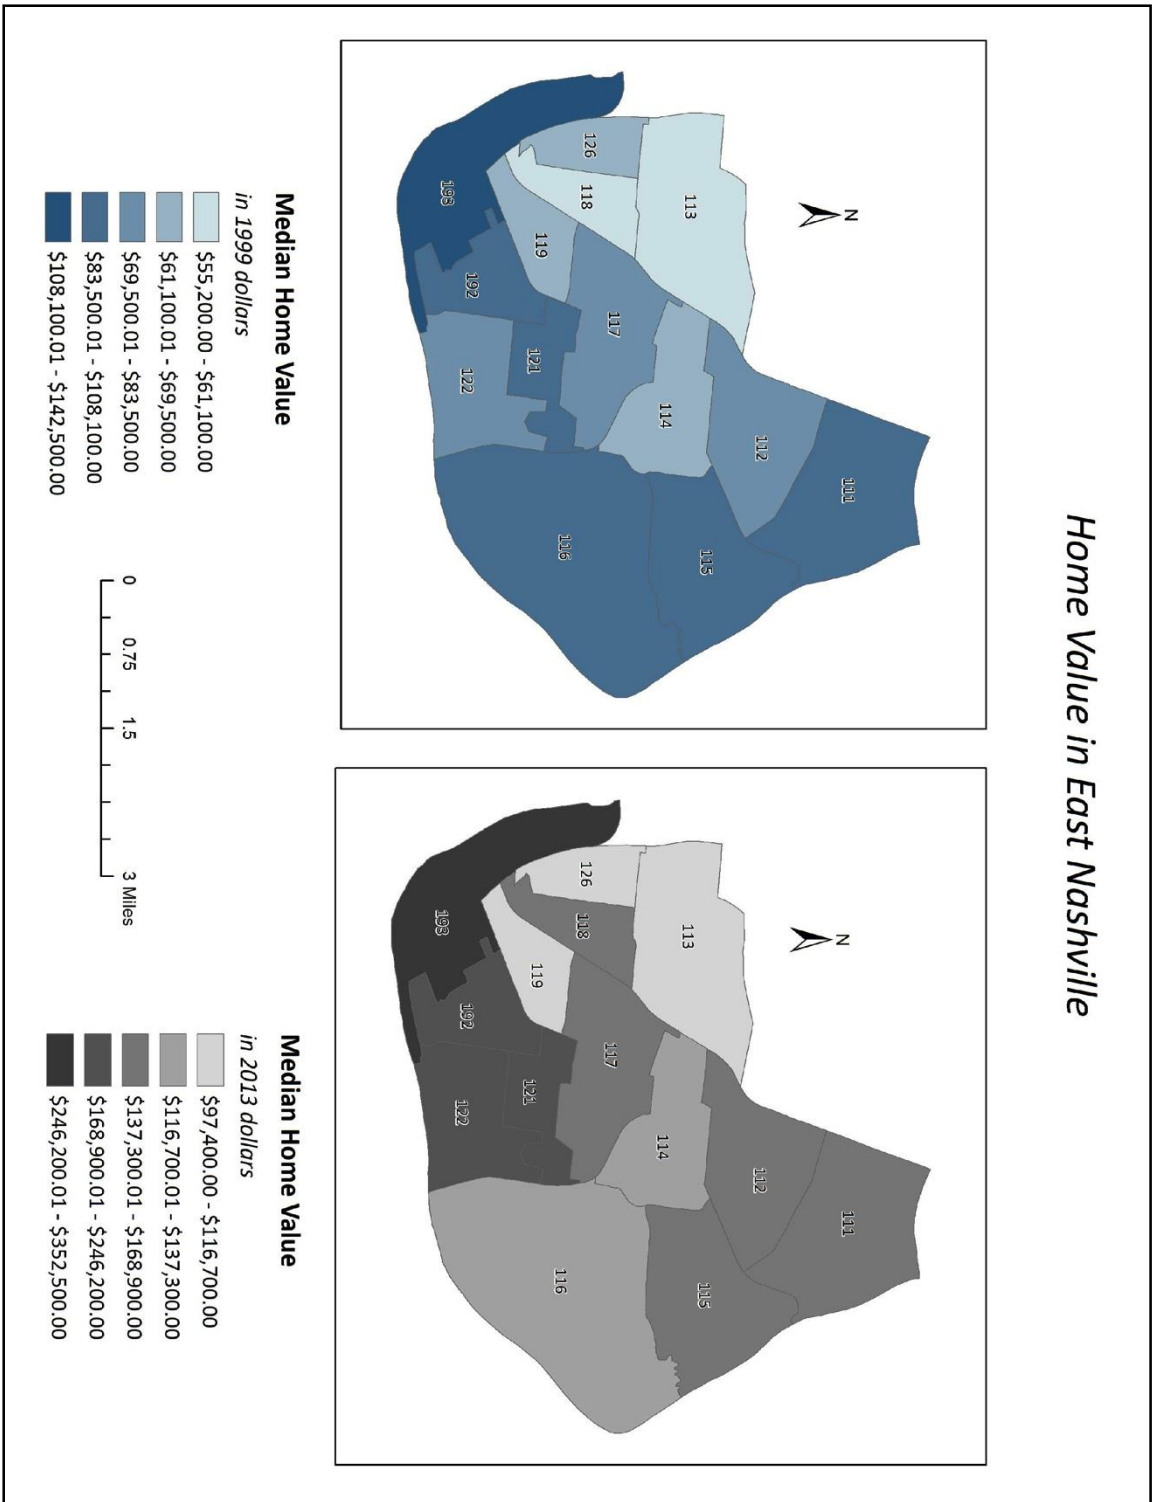 Home Value in East Nashville
N
111
112
113
114
115
116
117
118
119
121
122
126
192
193
N
111
112
113
114
115
116
117
118
119
121
122
126
192
193
Median Home Value
in 1999 dollars
$55,200.00 - $61,100.00
$61,100.01 - $69,500.00
$69,500.01 - $83,500.00
$83,500.01 - $108,100.00
$108,100.01 - $142,500.00
0 0.75 1.5 3 Miles
Median Home Value
in 2013 dollars
$97,400.00 - $116,700.00
$116,700.01 - $137,300.00
$137,300.01 - $168,900.00
$168,900.01 - $246,200.00
$246,200.01 - $352,500.00